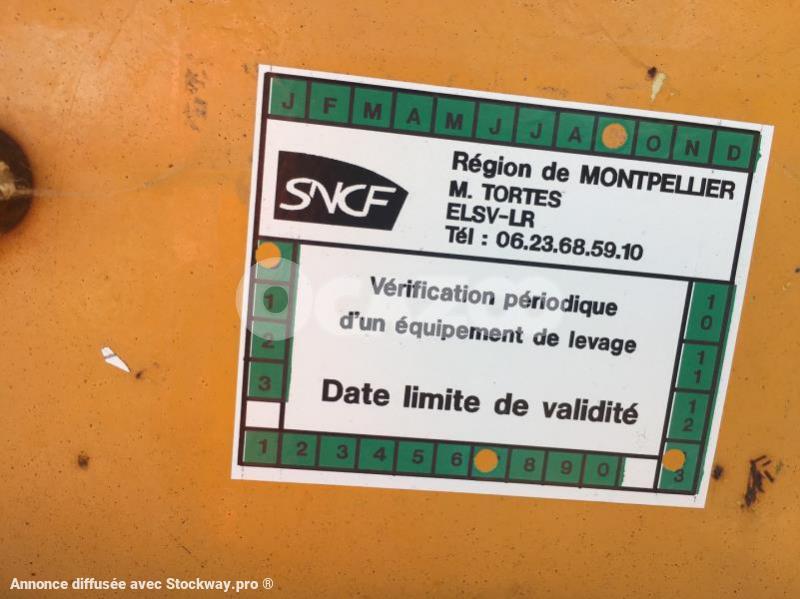 J F M A M J J A O N D
SNCF
Région de MONTPELLIER
M. TORTES
ELSV-LR
Tél : 06.23.68.59.10
Vérification périodique
d'un équipement de levage
Date limite de validité
1
2
3
10
11
12
3
1 2 3 4 5 6 8 9 0
OCAZOO
Annonce diffusée avec Stockway.pro ®